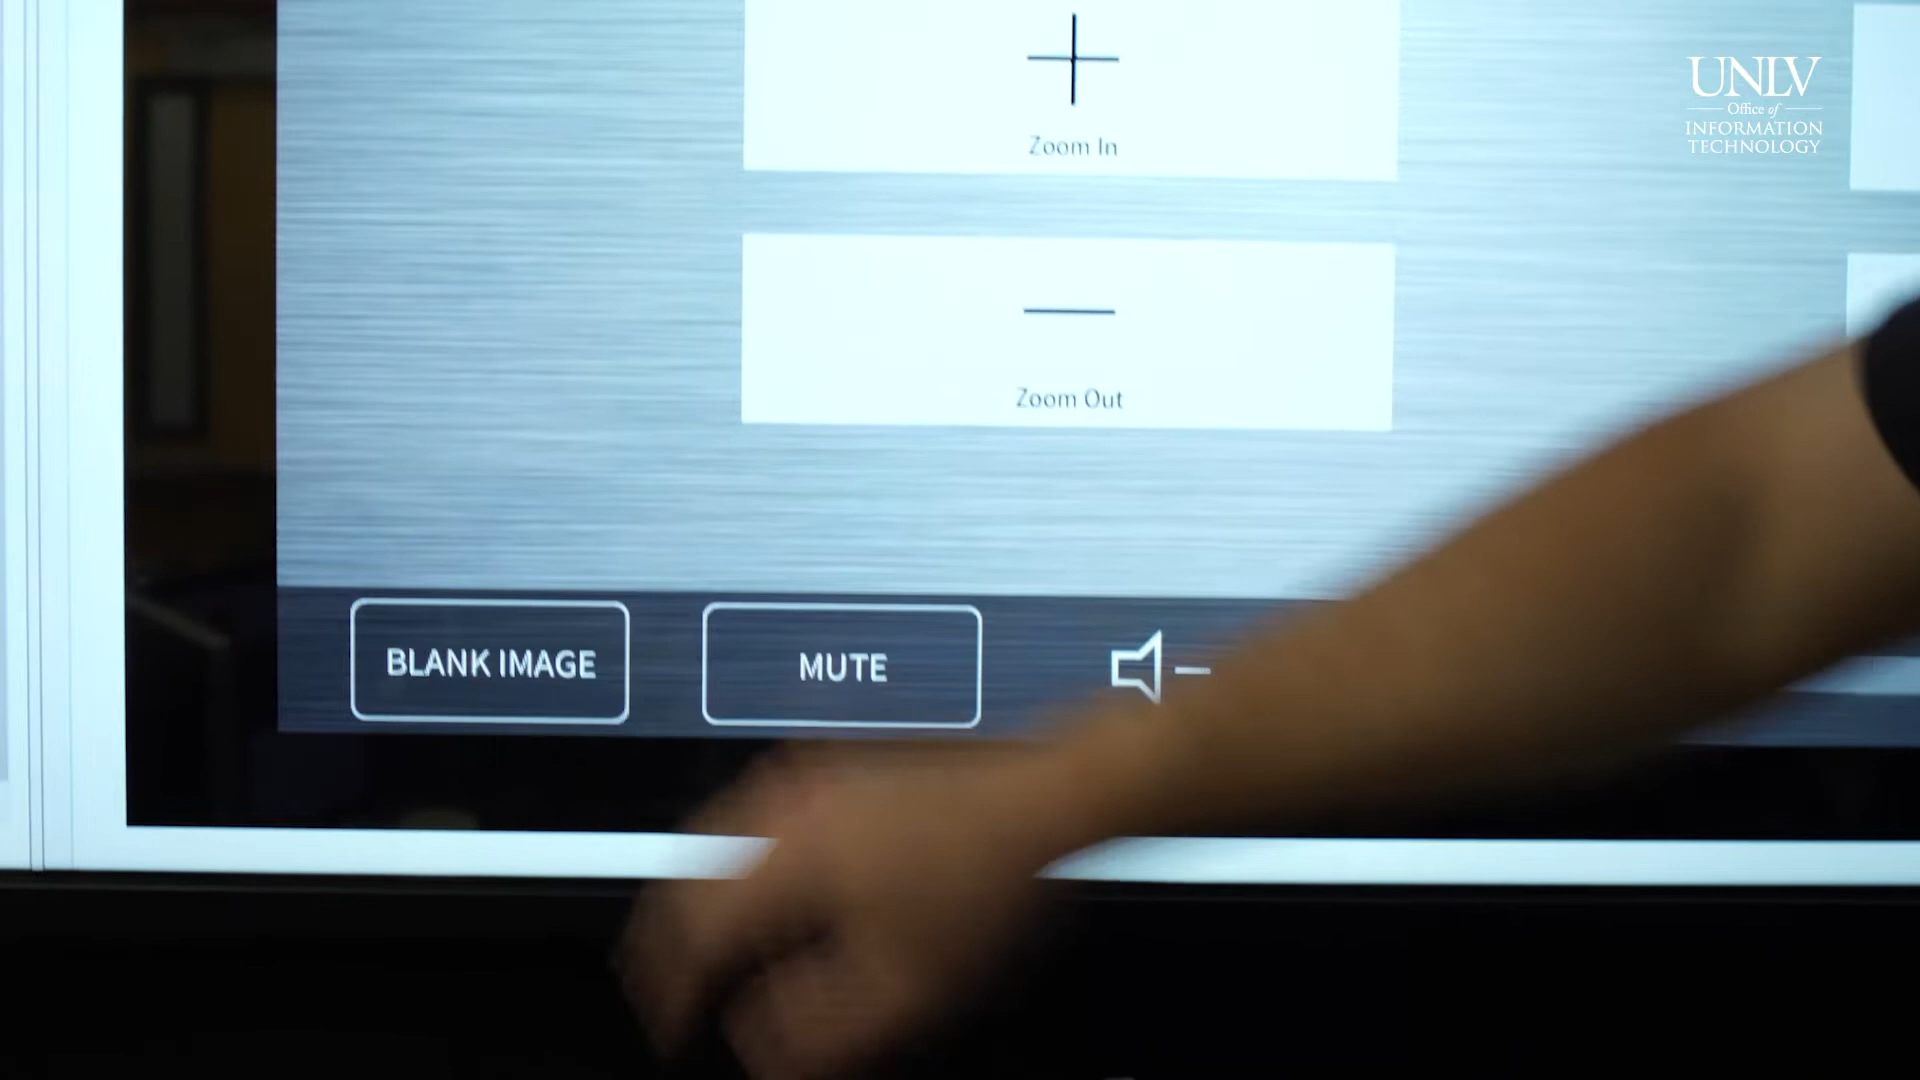 Zoom In
Zoom Out
BLANK IMAGE
MUTE
UNLV
Office of
INFORMATION
TECHNOLOGY